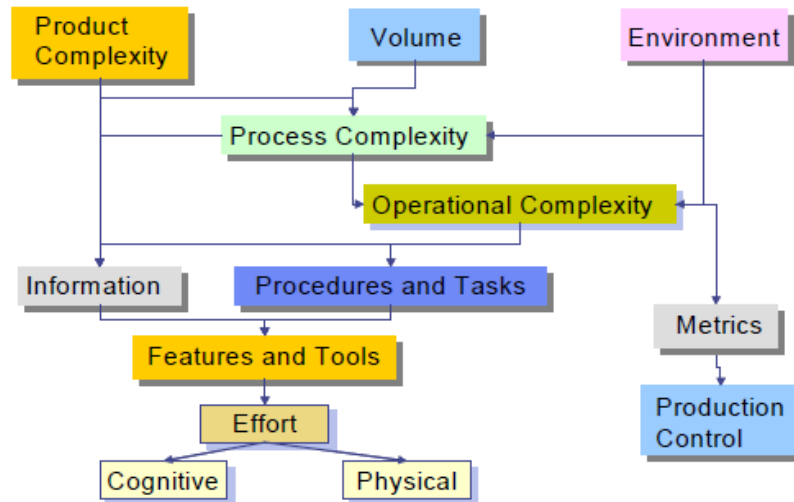 Product
Complexity
Volume
Environment
Process Complexity
Operational Complexity
Information
Procedures and Tasks
Metrics
Features and Tools
Production
Control
Effort
Cognitive
Physical